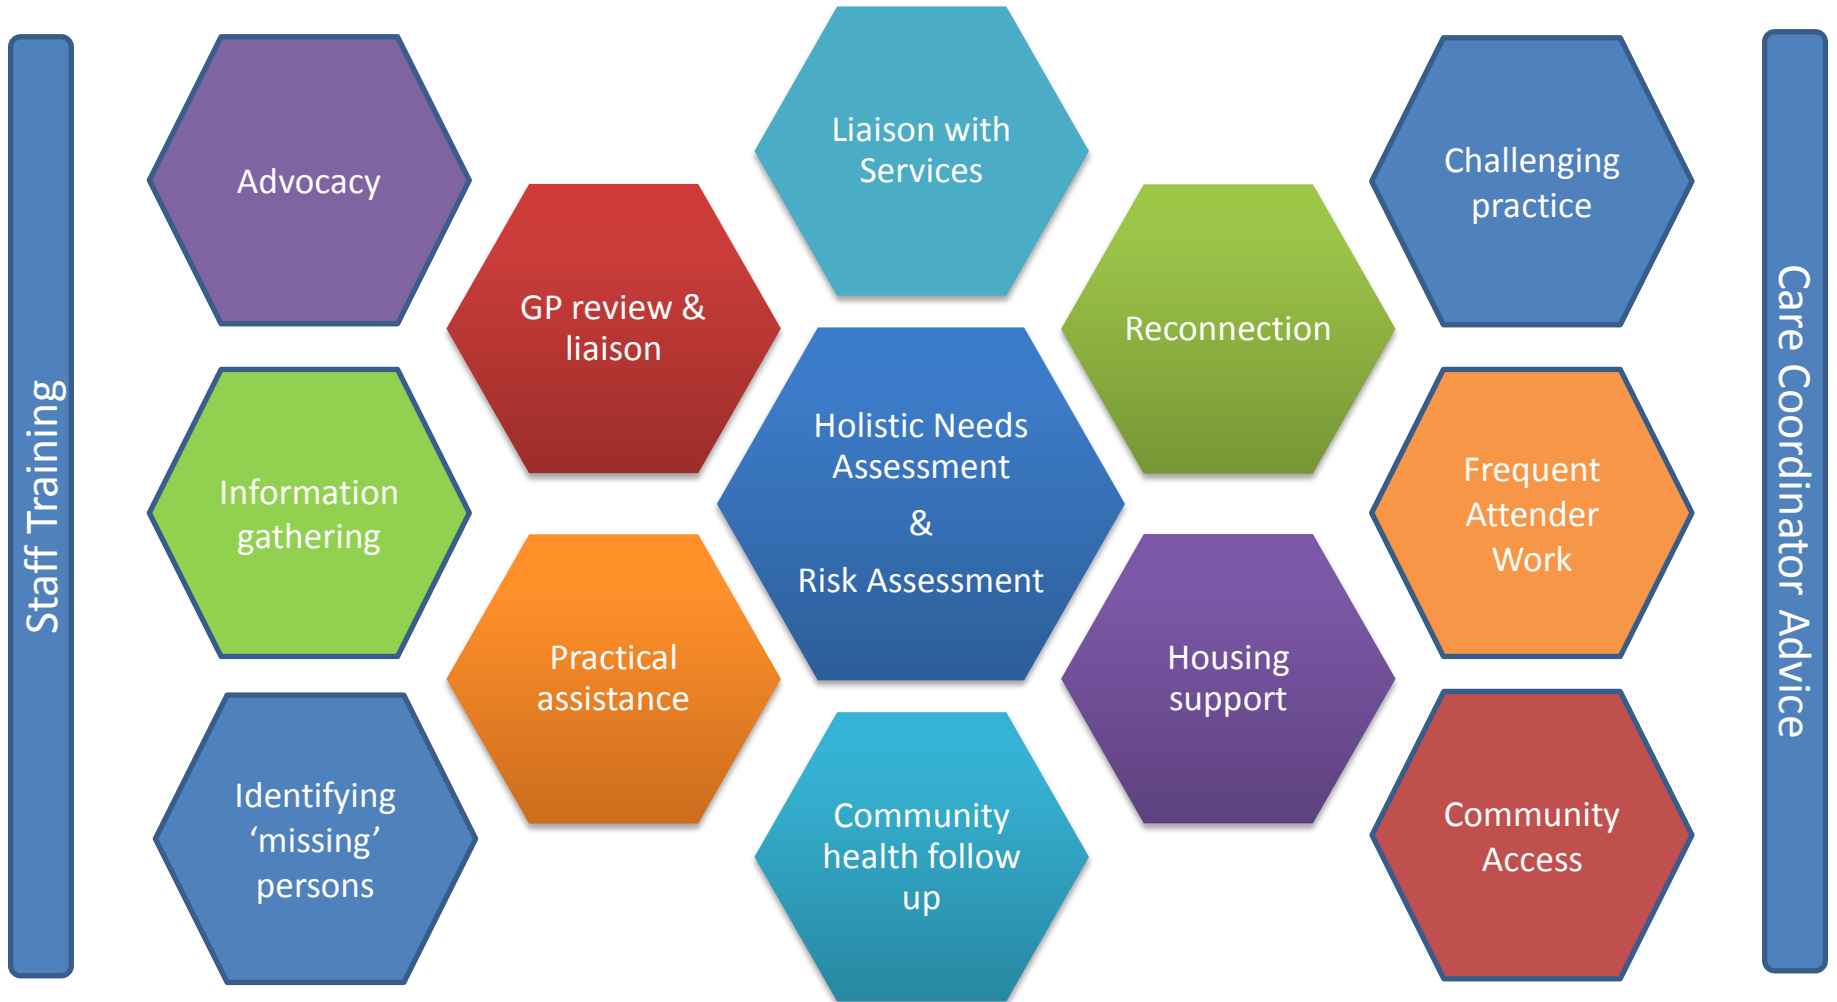 Staff Training
Advocacy
Information
gathering
Identifying
‘missing’
persons
GP review &
liaison
Practical
assistance
Liaison with
Services
Holistic Needs
Assessment
&
Risk Assessment
Community
health follow
up
Reconnection
Housing
support
Challenging
practice
Frequent
Attender
Work
Community
Access
Care Coordinator Advice